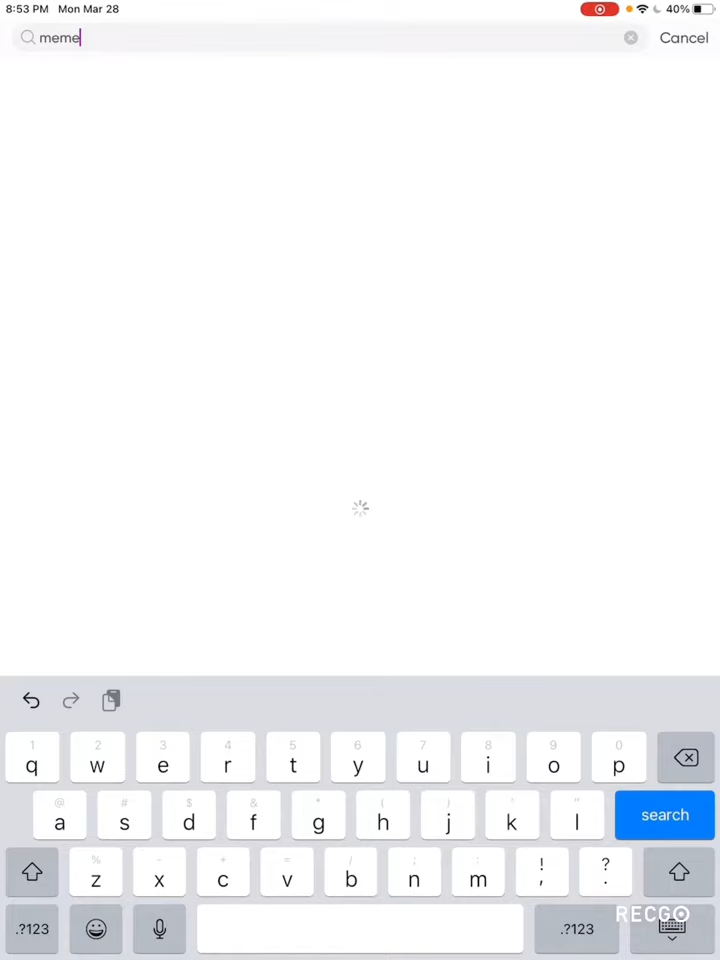 8:53 PM Mon Mar 28 40%
meme Cancel
1 2 3 4 5 6 7 8 9 0
q w e r t y u i o p
@ # $ & * ( ) ' "
a s d f g h j k l search
% - + = / ; : ! ?
z x c v b n m , .
RECGO
.?123 .?123